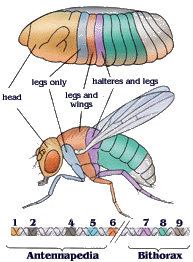 legs only
halteres and legs
head
legs and
wings
1 2 4 5 6 7 8 9
Antennapedia Bithorax